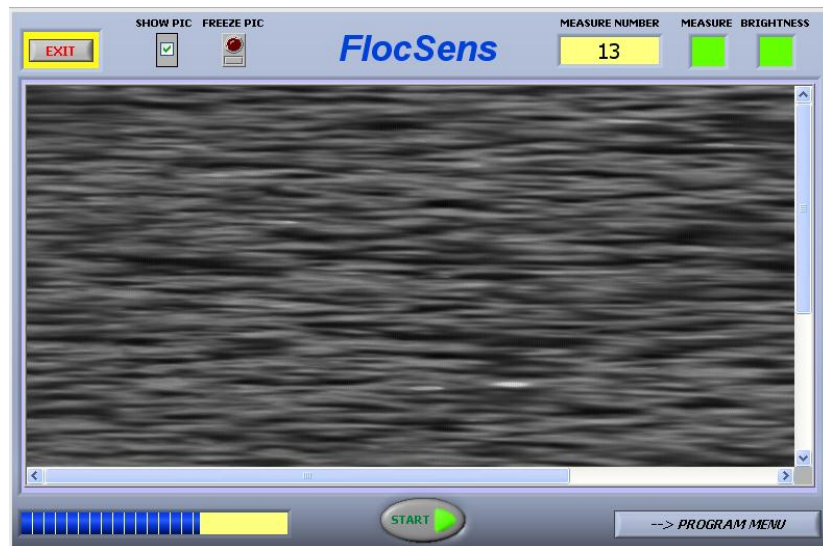 SHOW PIC FREEZE PIC MEASURE NUMBER MEASURE BRIGHTNESS
EXIT FlocSens 13
START --> PROGRAM MENU